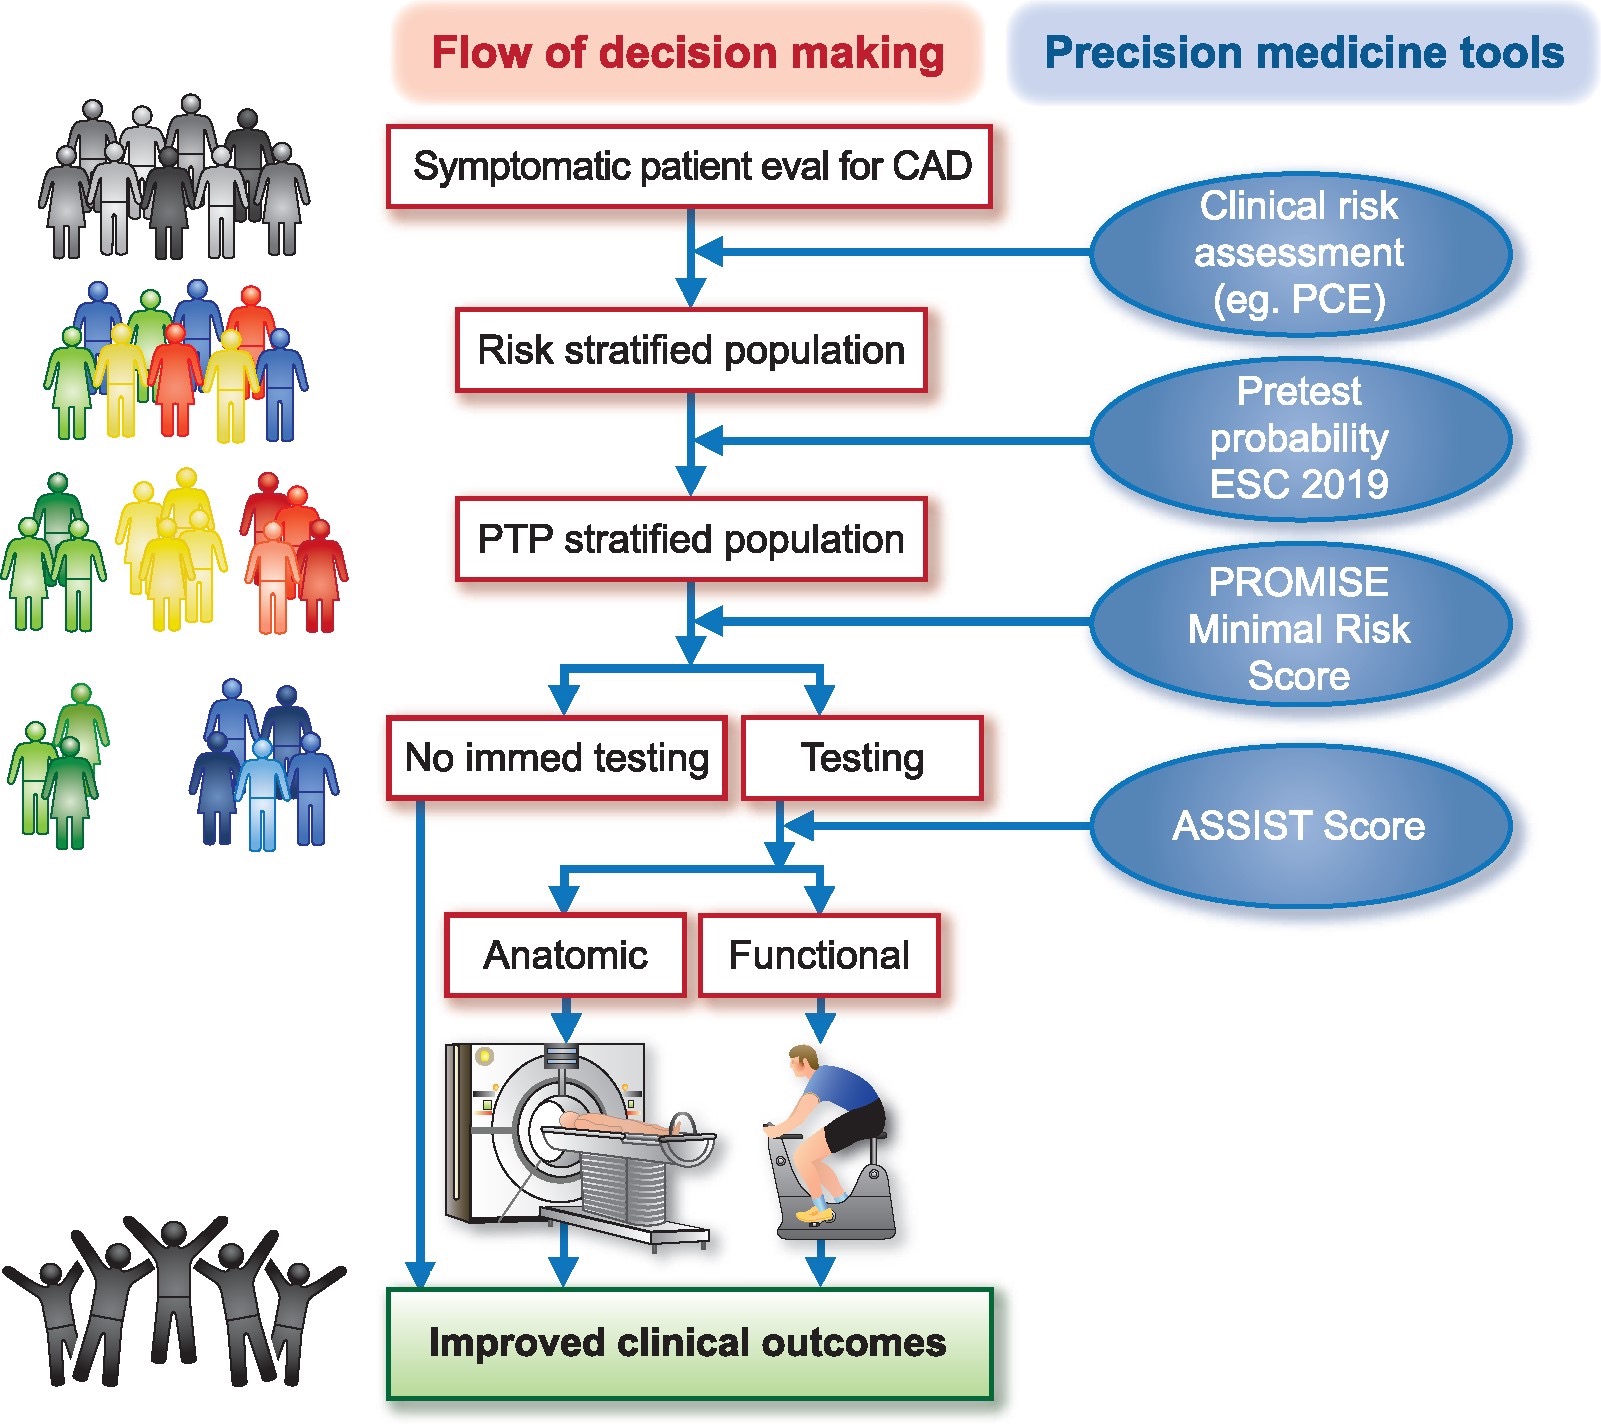 Flow of decision making
Precision medicine tools
Symptomatic patient eval for CAD
Clinical risk
assessment
(eg. PCE)
Risk stratified population
Pretest
probability
ESC 2019
PTP stratified population
PROMISE
Minimal Risk
Score
No immed testing
Testing
ASSIST Score
Anatomic
Functional
Improved clinical outcomes